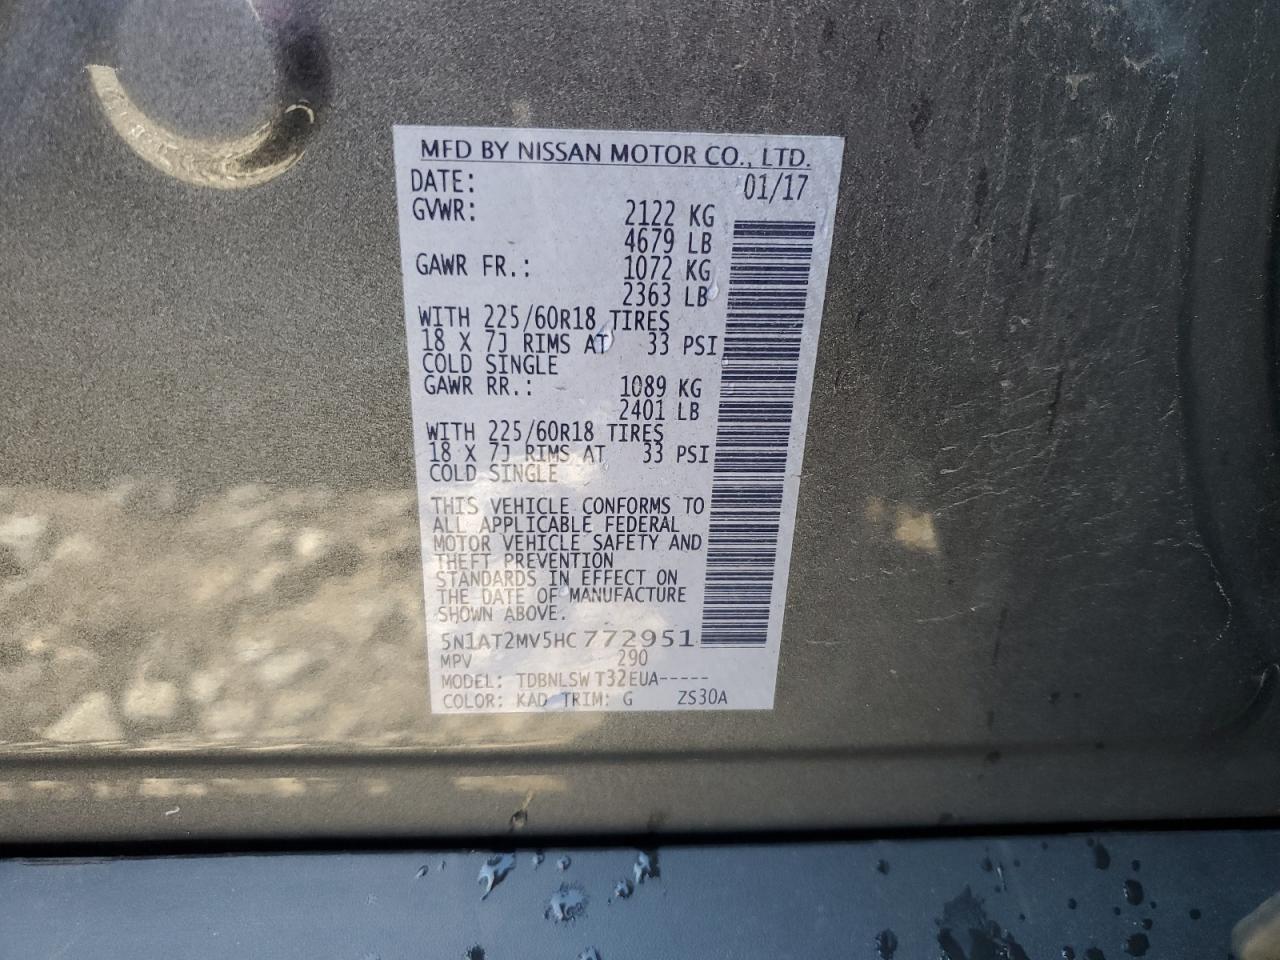 MFD BY NISSAN MOTOR CO., LTD.
DATE: 01/17
GVWR: 2122 KG
4679 LB
GAWR FR.: 1072 KG
2363 LB
WITH 225/60R18 TIRES
18 X 7J RIMS AT 33 PSI
COLD SINGLE
GAWR RR.: 1089 KG
2401 LB
WITH 225/60R18 TIRES
18 X 7J RIMS AT 33 PSI
COLD SINGLE
THIS VEHICLE CONFORMS TO
ALL APPLICABLE FEDERAL
MOTOR VEHICLE SAFETY AND
THEFT PREVENTION
STANDARDS IN EFFECT ON
THE DATE OF MANUFACTURE
SHOWN ABOVE.
5N1AT2MV5HC772951
MPV 290
MODEL: TDBNLSWT32EUA-----
COLOR: KAD TRIM: G ZS30A